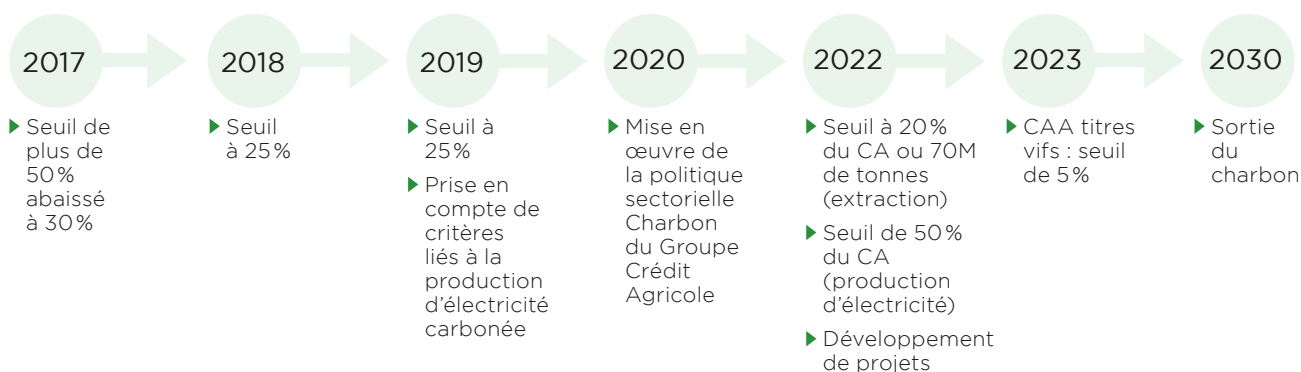 2017
Seuil de
plus de
50%
abaissé
à 30%
2018
Seuil
à 25%
2019
Seuil à
25%
Prise en
compte de
critères
liés à la
production
d'électricité
carbonée
2020
Mise en
œuvre de
la politique
sectorielle
Charbon
du Groupe
Crédit
Agricole
2022
Seuil à 20%
du CA ou 70M
de tonnes
(extraction)
Seuil de 50%
du CA
(production
d'électricité)
Développement
de projets
2023
CAA titres
vifs : seuil
de 5%
2030
Sortie
du
charbon